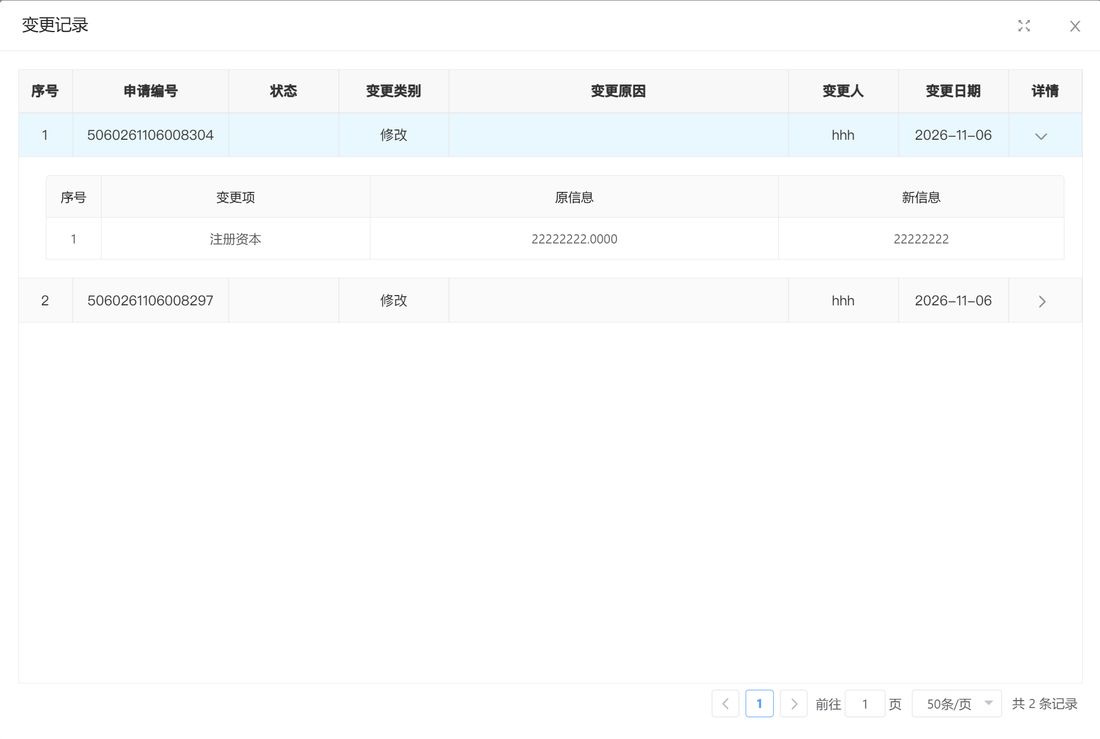 变更记录
序号 申请编号 状态 变更类别 变更原因 变更人 变更日期 详情
1 5060261106008304 修改 hhh 2026-11-06
序号 变更项 原信息 新信息
1 注册资本 22222222.0000 22222222
2 5060261106008297 修改 hhh 2026-11-06
1 前往 1 页 50条/页 共 2 条记录